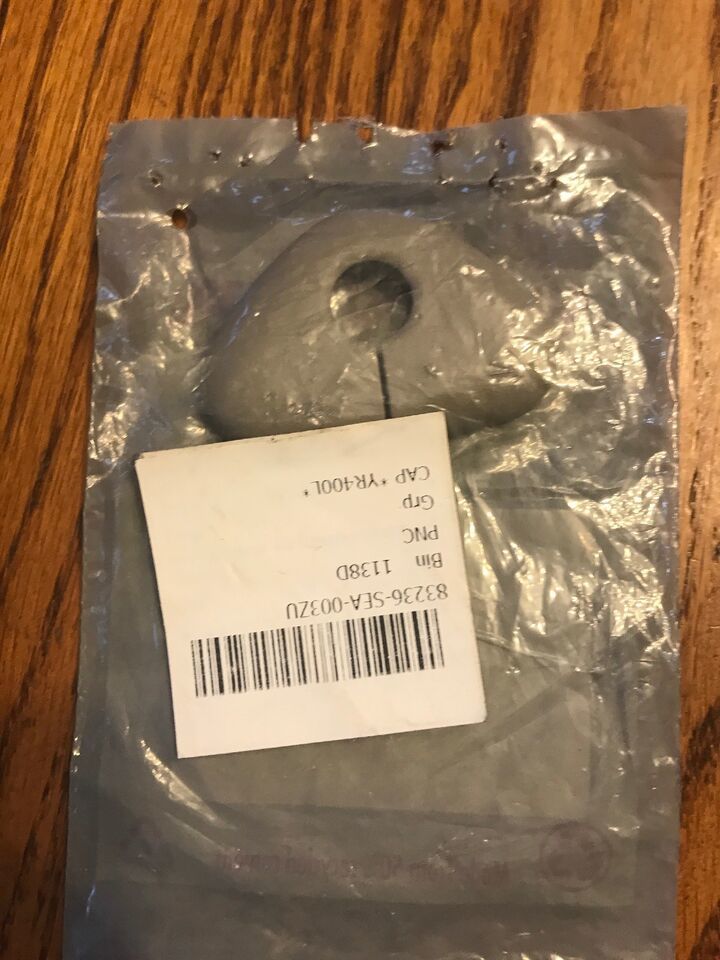 83236-SEA-003ZU
Bin 1138D
PNC
Grp
CAP *YR400L*